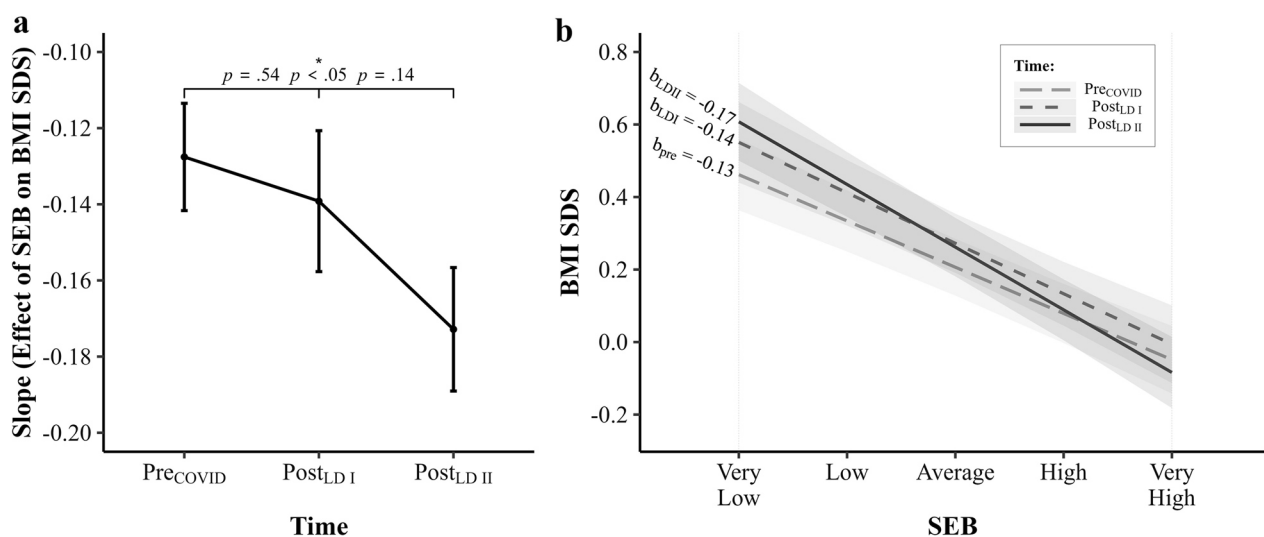 a
Slope (Effect of SEB on BMI SDS)
-0.10
-0.12
-0.14
-0.16
-0.18
-0.20
*
p = .54 p < .05 p = .14
PreCOVID PostLD I PostLD II
Time
b
BMI SDS
0.8
0.6
0.4
0.2
0.0
-0.2
bLDII = -0.17
bLDI = -0.14
bpre = -0.13
Time:
PreCOVID
PostLD I
PostLD II
Very Low Average High Very
Low High
SEB